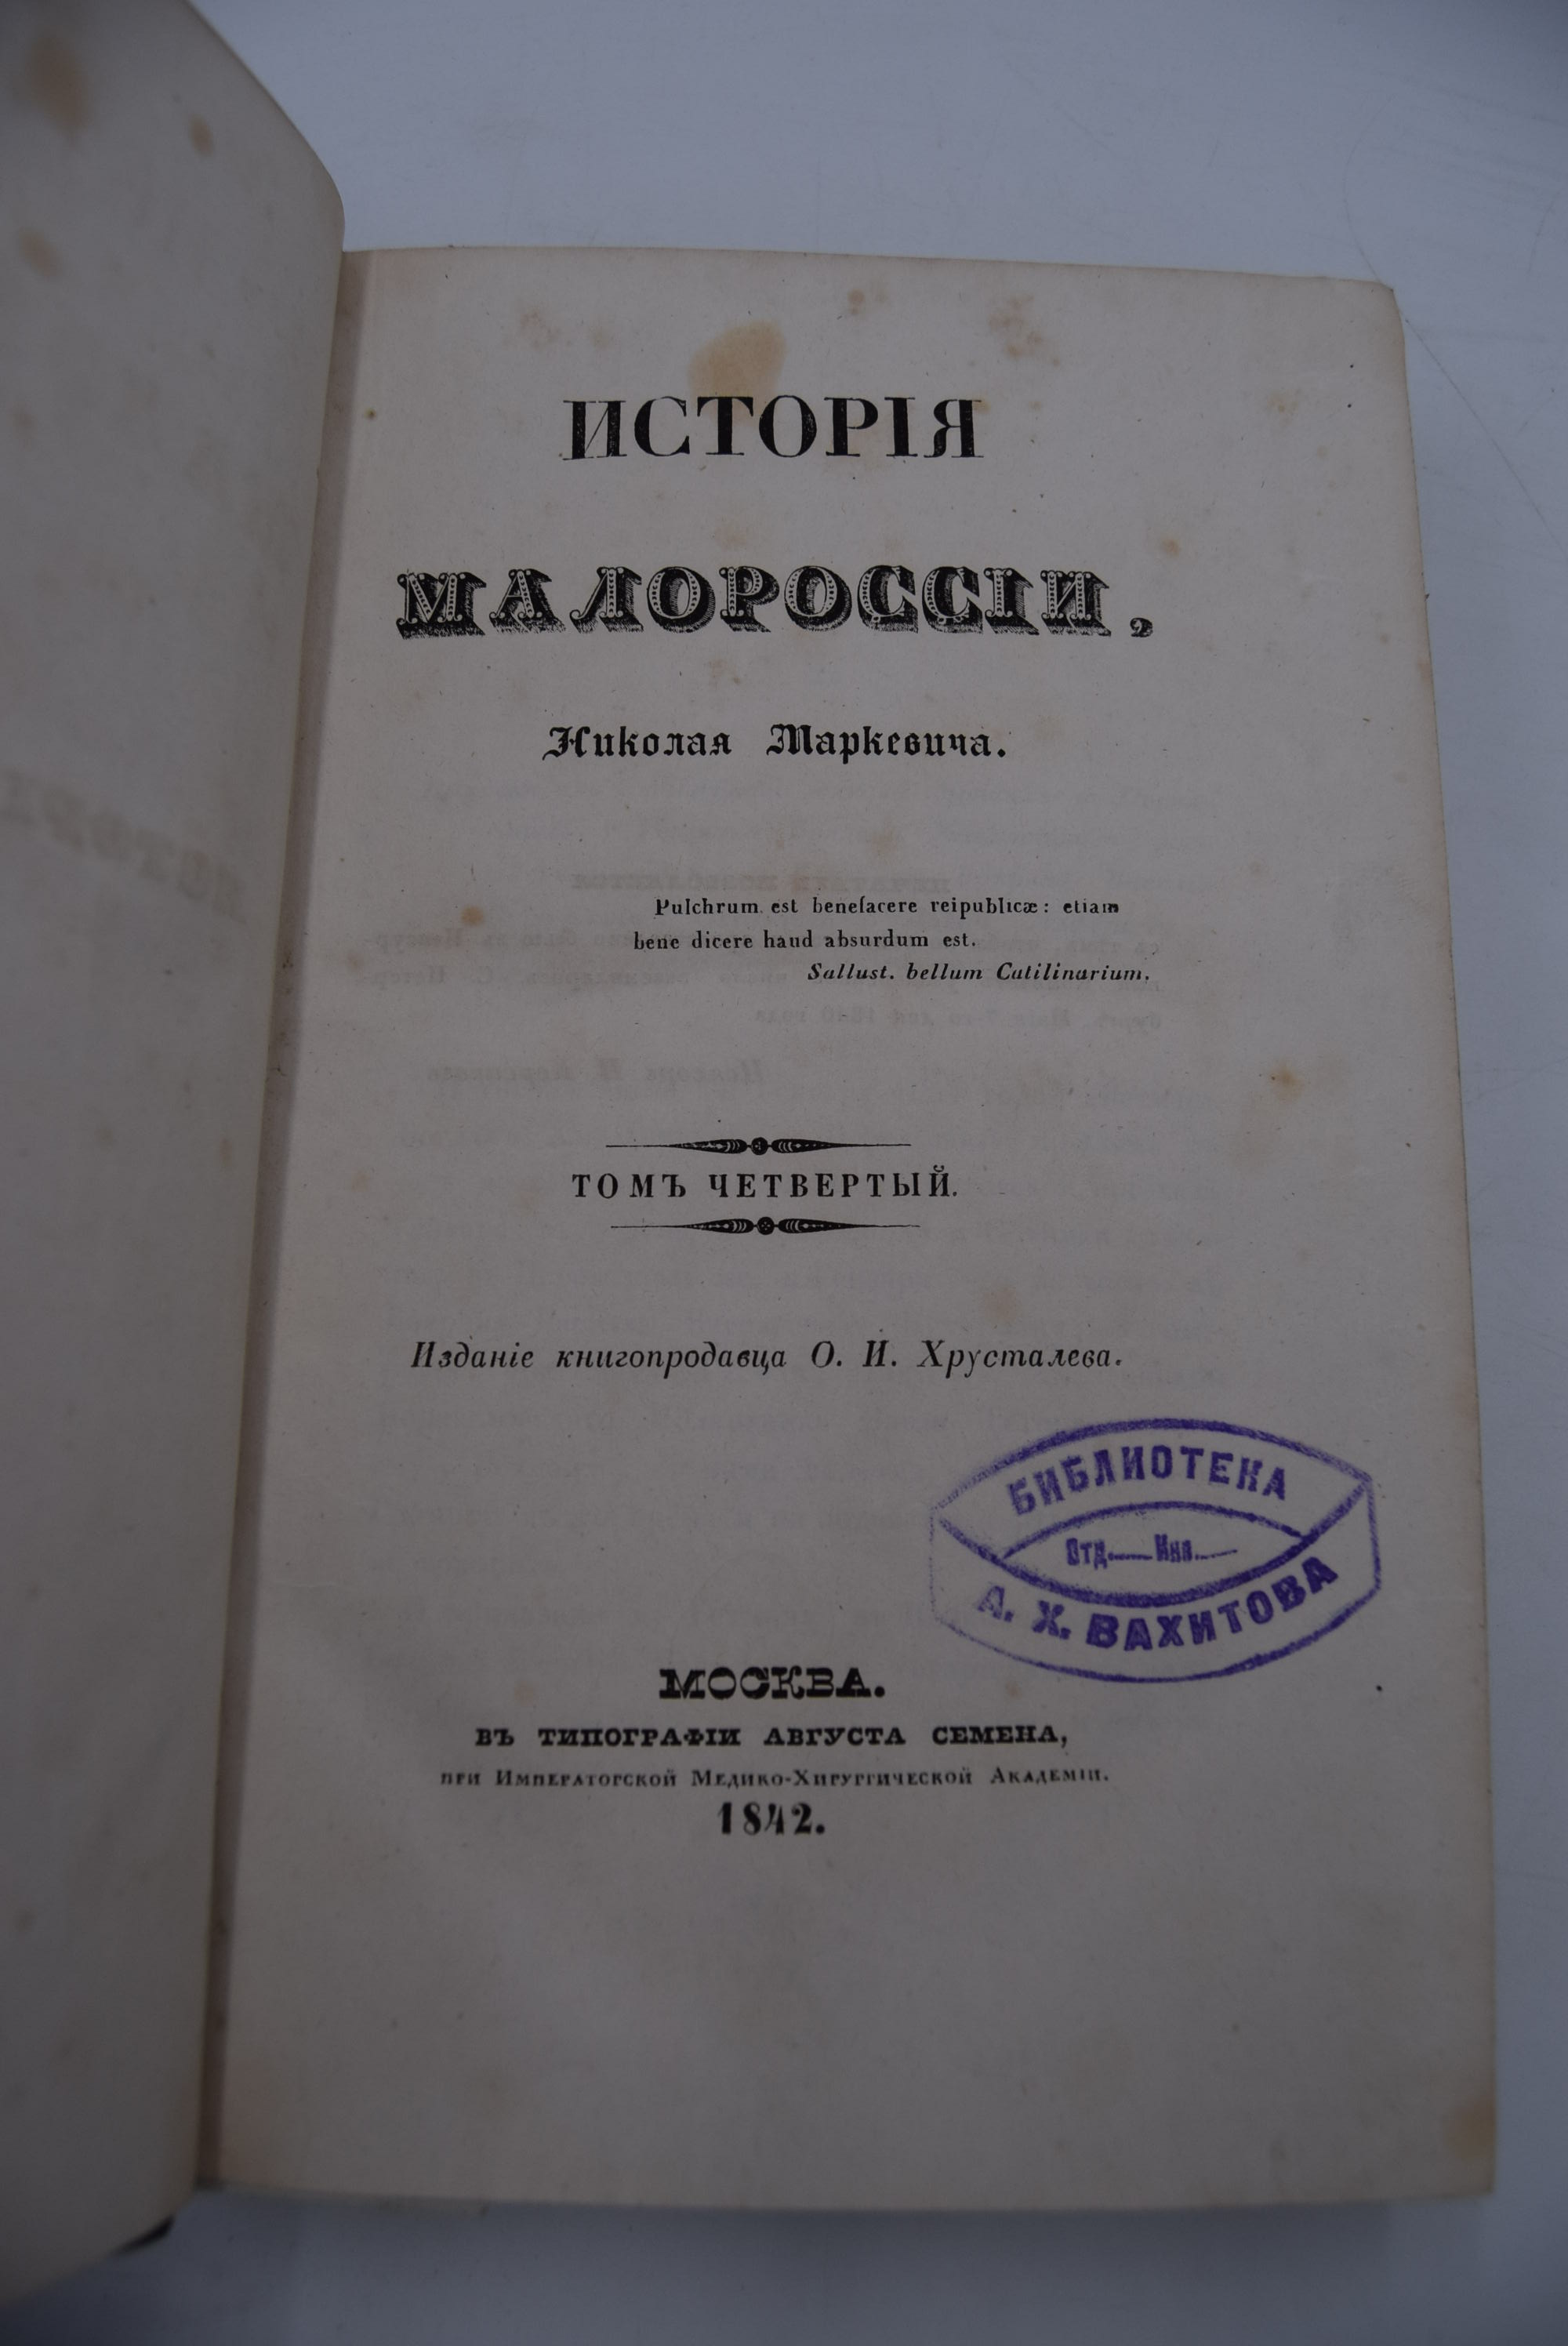 ИСТОРІЯ
МАЛОРОССІИ,
Николая Маркевича.
Pulchrum est benefacere reipublicæ: etiam
bene dicere haud absurdum est.
Sallust. bellum Catilinarium.
ТОМЪ ЧЕТВЕРТЫЙ.
Изданіе книгопродавца О. И. Хрусталева.
БИБЛИОТЕКА
Отд.— Инв.—
А. Х. ВАХИТОВА
МОСКВА.
ВЪ ТИПОГРАФІИ АВГУСТА СЕМЕНА,
при Императорской Медико-Хирургической Академіи.
1842.